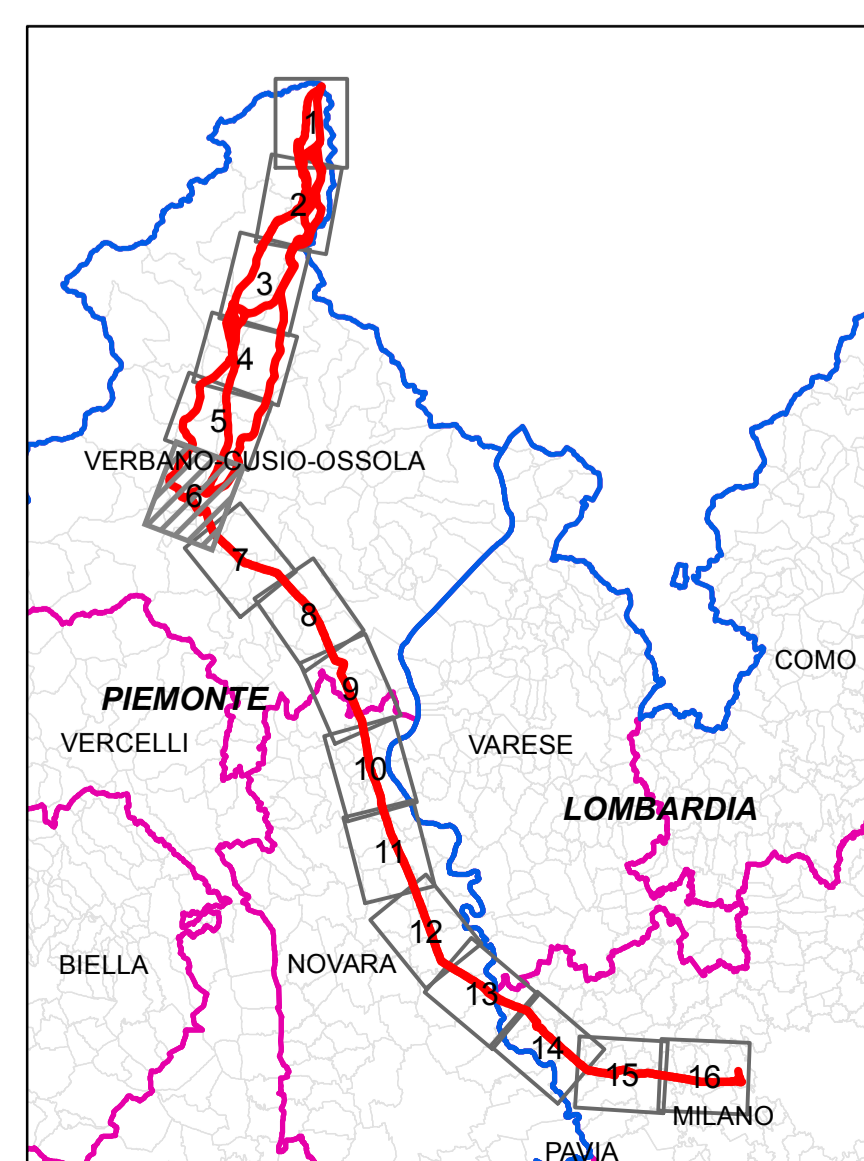 1
2
3
4
5
VERBANO-CUSIO-OSSOLA
6
7
8
COMO
9
PIEMONTE
VERCELLI
VARESE
10
LOMBARDIA
11
12
BIELLA
NOVARA
13
14
15
16
MILANO
PAVIA